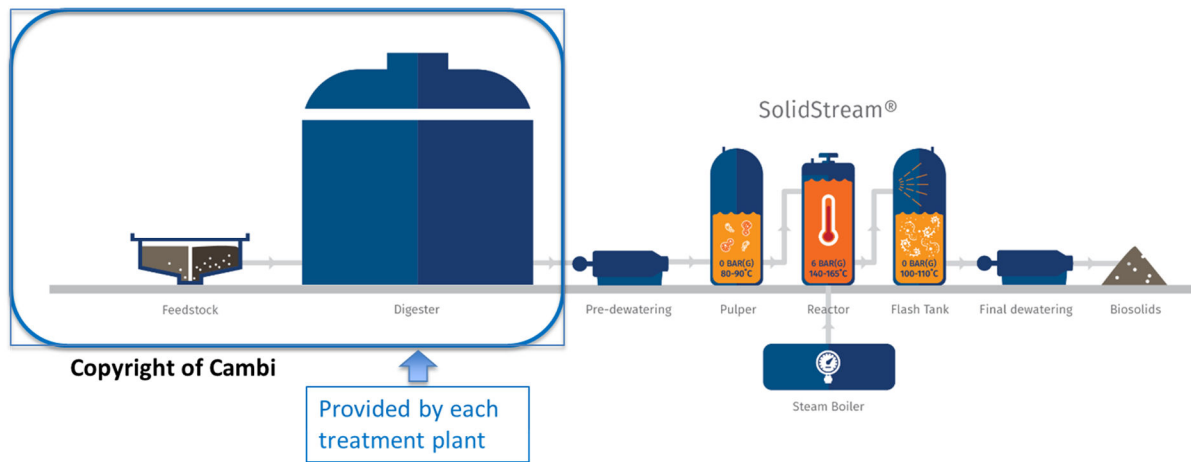 SolidStream®
0 BAR(G)
80-90°C
6 BAR(G)
140-165°C
0 BAR(G)
100-110°C
Feedstock
Digester
Pre-dewatering
Pulper
Reactor
Flash Tank
Final dewatering
Biosolids
Copyright of Cambi
Provided by each
treatment plant
Steam Boiler